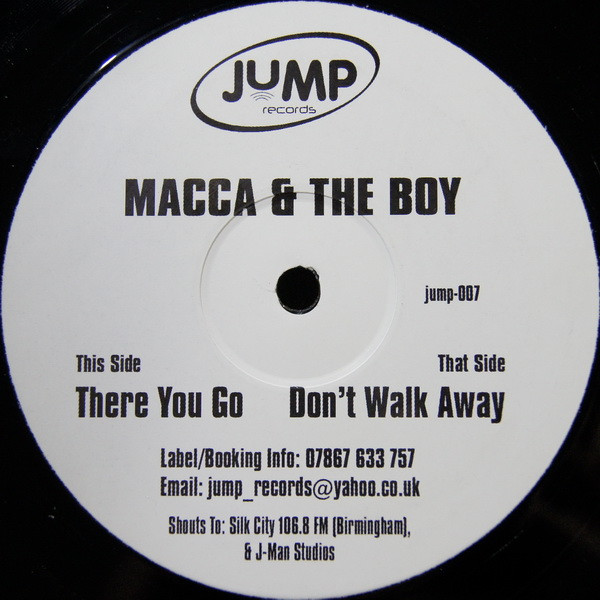 JUMP
records
MACCA & THE BOY
jump-007
This Side That Side
There You Go Don't Walk Away
Label/Booking Info: 07867 633 757
Email: jump_records@yahoo.co.uk
Shouts To: Silk City 106.8 FM (Birmingham),
& J-Man Studios